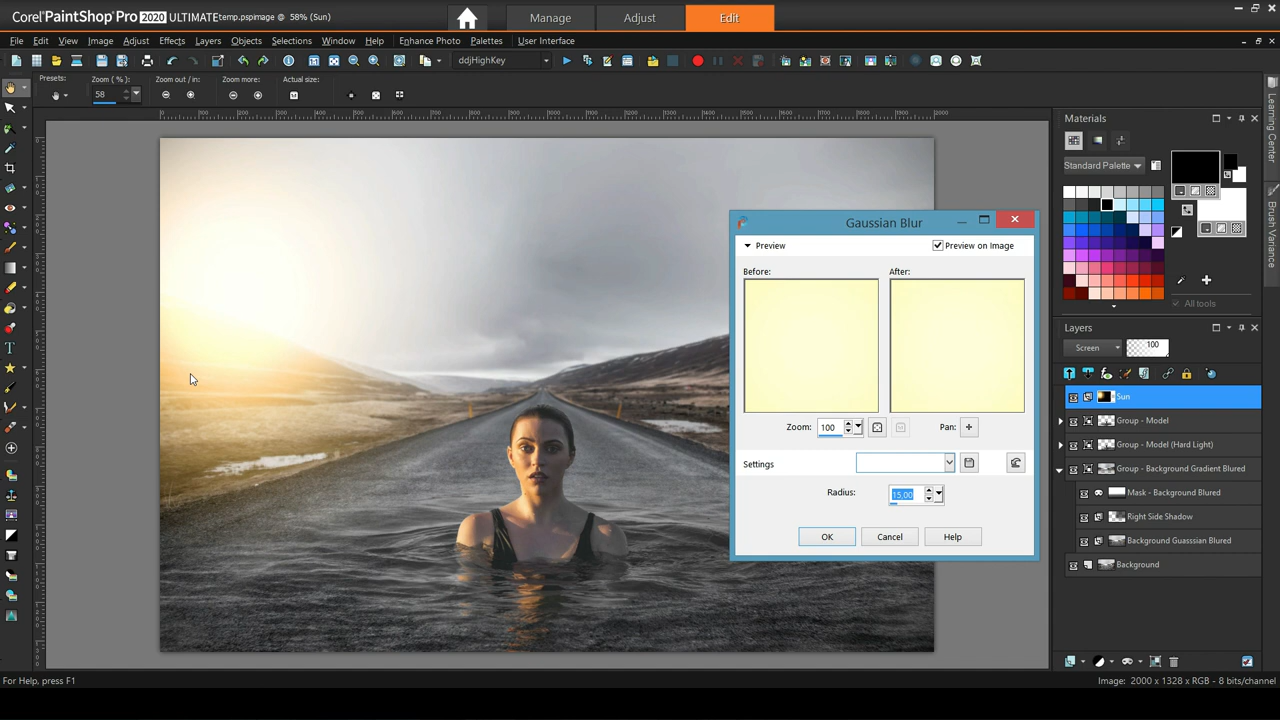 Corel PaintShop Pro 2020 ULTIMATE temp.pspimage @ 58% (Sun)
Manage
Adjust
Edit
File Edit View Image Adjust Effects Layers Objects Selections Window Help Enhance Photo Palettes User Interface
ddjHighKey
Presets: Zoom ( % ): Zoom out / in: Zoom more: Actual size:
58
Materials
Standard Palette
All tools
Learning Center
Brush Variance
Gaussian Blur
Preview
Preview on Image
Before:
After:
Zoom: 100
Pan:
Settings
Radius: 15,00
OK
Cancel
Help
Layers
Screen
100
Sun
Group - Model
Group - Model (Hard Light)
Group - Background Gradient Blured
Mask - Background Blured
Right Side Shadow
Background Guassian Blured
Background
For Help, press F1
Image: 2000 x 1328 x RGB - 8 bits/channel